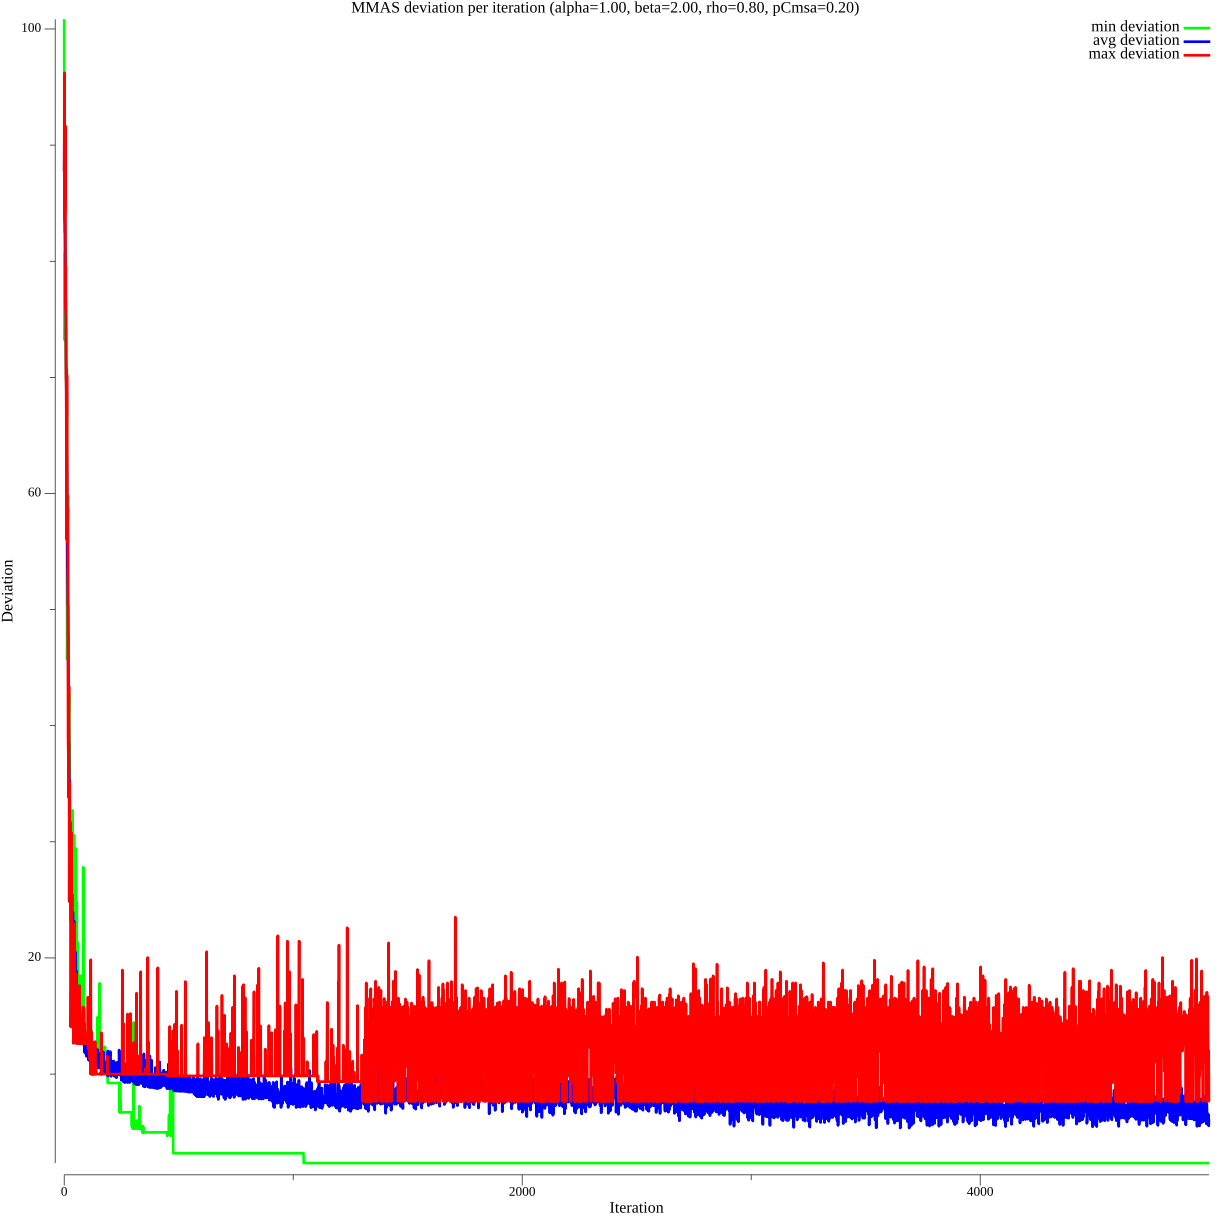 MMAS deviation per iteration (alpha=1.00, beta=2.00, rho=0.80, pCmsa=0.20)
100
min deviation
avg deviation
max deviation
60
Deviation
20
0
2000
4000
Iteration